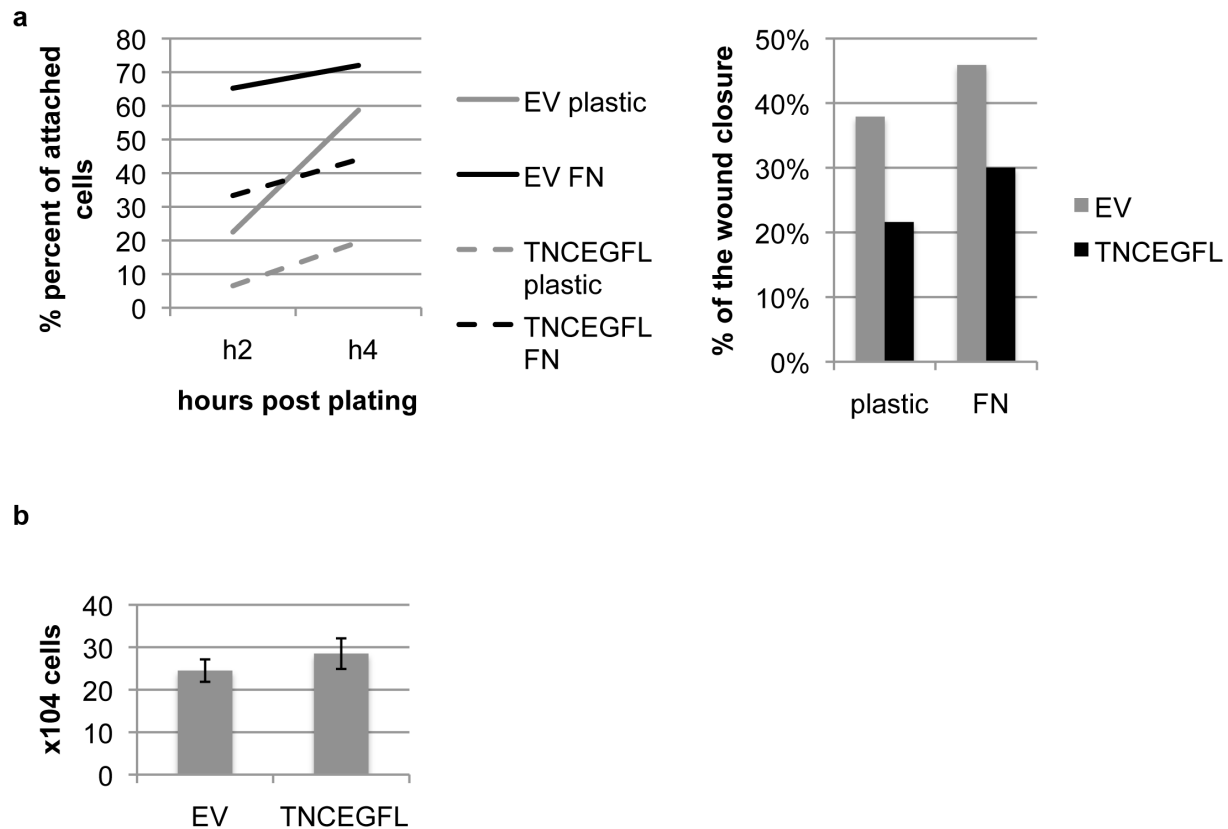 a
80
70
60
50
40
30
20
10
0
% percent of attached
cells
h2
h4
hours post plating
EV plastic
EV FN
TNCEGFL
plastic
TNCEGFL
FN
50%
40%
30%
20%
10%
0%
% of the wound closure
plastic
FN
EV
TNCEGFL
b
40
30
20
10
0
x104 cells
EV
TNCEGFL